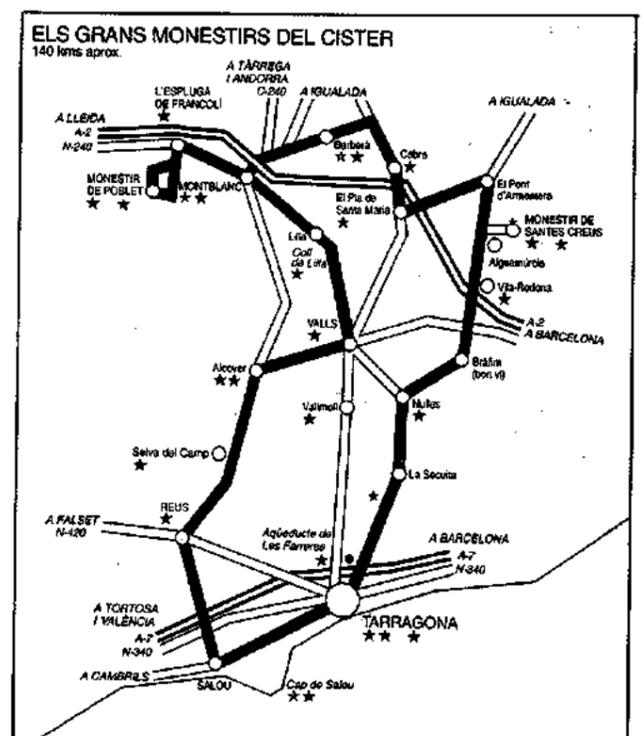 ELS GRANS MONESTIRS DEL CISTER
140 kms aprox.
A TÀRREGA
I ANDORRA
C-240
A IGUALADA
A IGUALADA
L'ESPLUGA
DE FRANCOLÍ
A LLEIDA
A-2
N-240
Barberà
Cabra
MONESTIR
DE POBLET
MONTBLANC
El Pla de
Santa Maria
El Pont
d'Armentera
MONESTIR DE
SANTES CREUS
Aiguamúrcia
Lilla
Coll
de Lilla
Vila-Rodona
VALLS
A-2
A BARCELONA
Alcover
Bràfim
(bon vi)
Vallmoll
Nulles
Selva del Camp
La Secuita
REUS
A FALSET
N-420
Aqüeducte de
Les Farreres
A BARCELONA
A-7
N-340
A TORTOSA
I VALÈNCIA
A-7
N-340
TARRAGONA
A CAMBRILS
SALOU
Cap de Salou